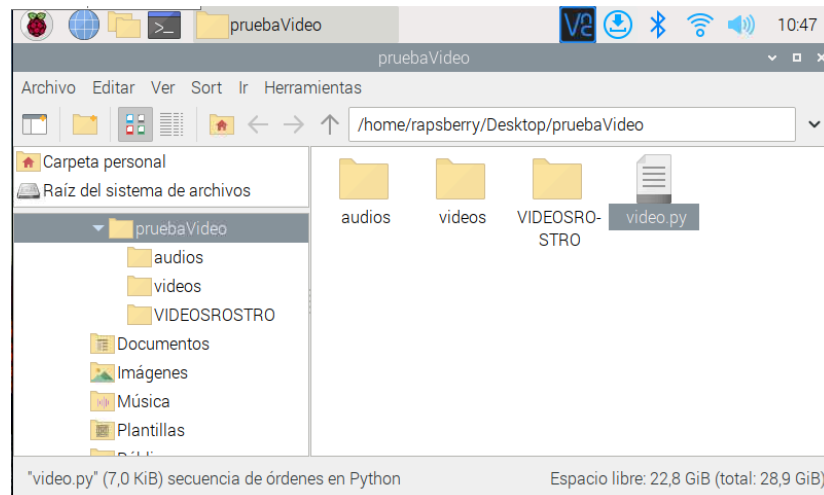 pruebaVideo
10:47
pruebaVideo
Archivo Editar Ver Sort Ir Herramientas
/home/rapsberry/Desktop/pruebaVideo
Carpeta personal
Raíz del sistema de archivos
pruebaVideo
audios
videos
VIDEOSROSTRO
Documentos
Imágenes
Música
Plantillas
audios
videos
VIDEOSRO-
STRO
video.py
"video.py" (7,0 KiB) secuencia de órdenes en Python
Espacio libre: 22,8 GiB (total: 28,9 GiB)